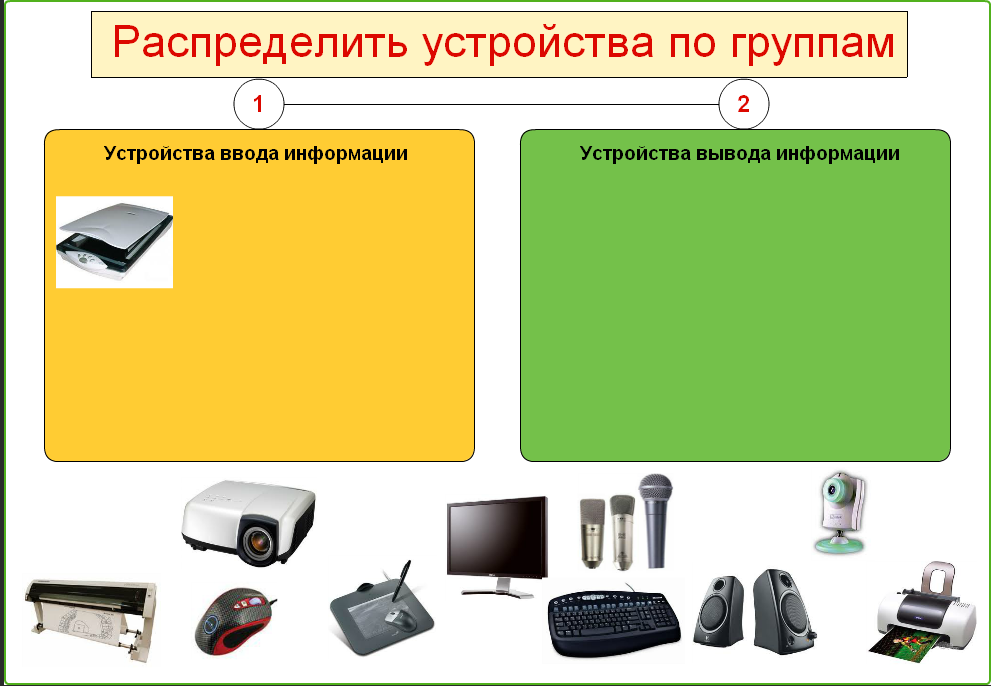 Распределить устройства по группам
1
2
Устройства ввода информации
Устройства вывода информации